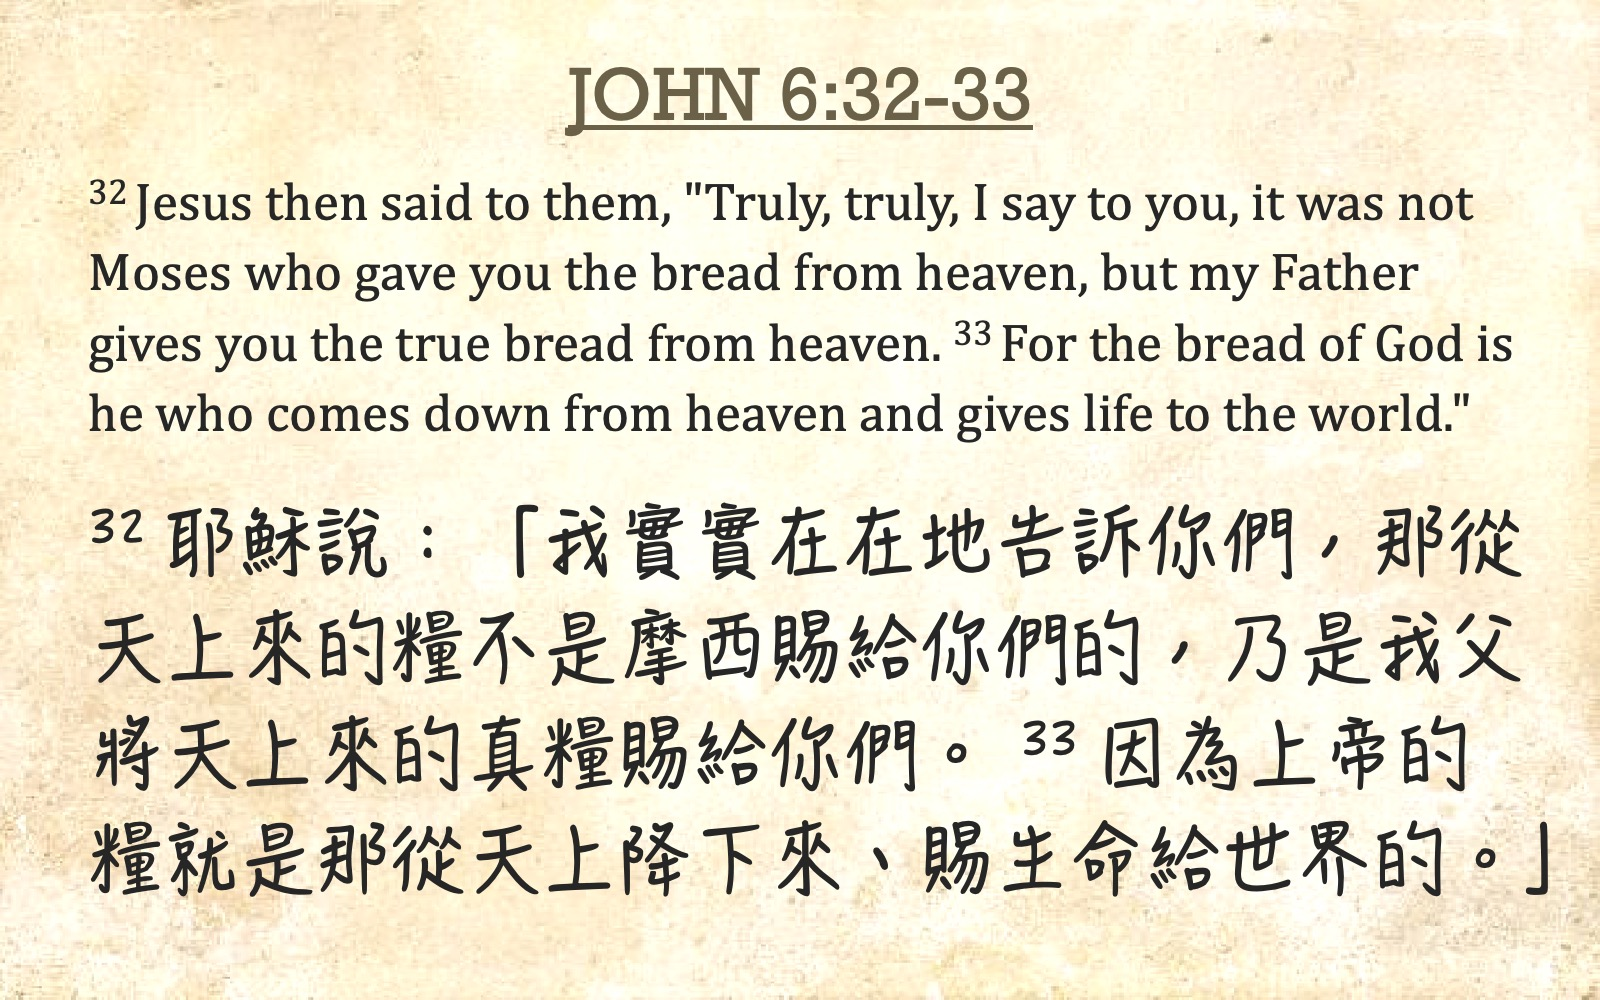 JOHN 6:32-33
32 Jesus then said to them, "Truly, truly, I say to you, it was not
Moses who gave you the bread from heaven, but my Father
gives you the true bread from heaven. 33 For the bread of God is
he who comes down from heaven and gives life to the world."
32 耶穌說：「我實實在在地告訴你們，那從
天上來的糧不是摩西賜給你們的，乃是我父
將天上來的真糧賜給你們。 33 因為上帝的
糧就是那從天上降下來、賜生命給世界的。」